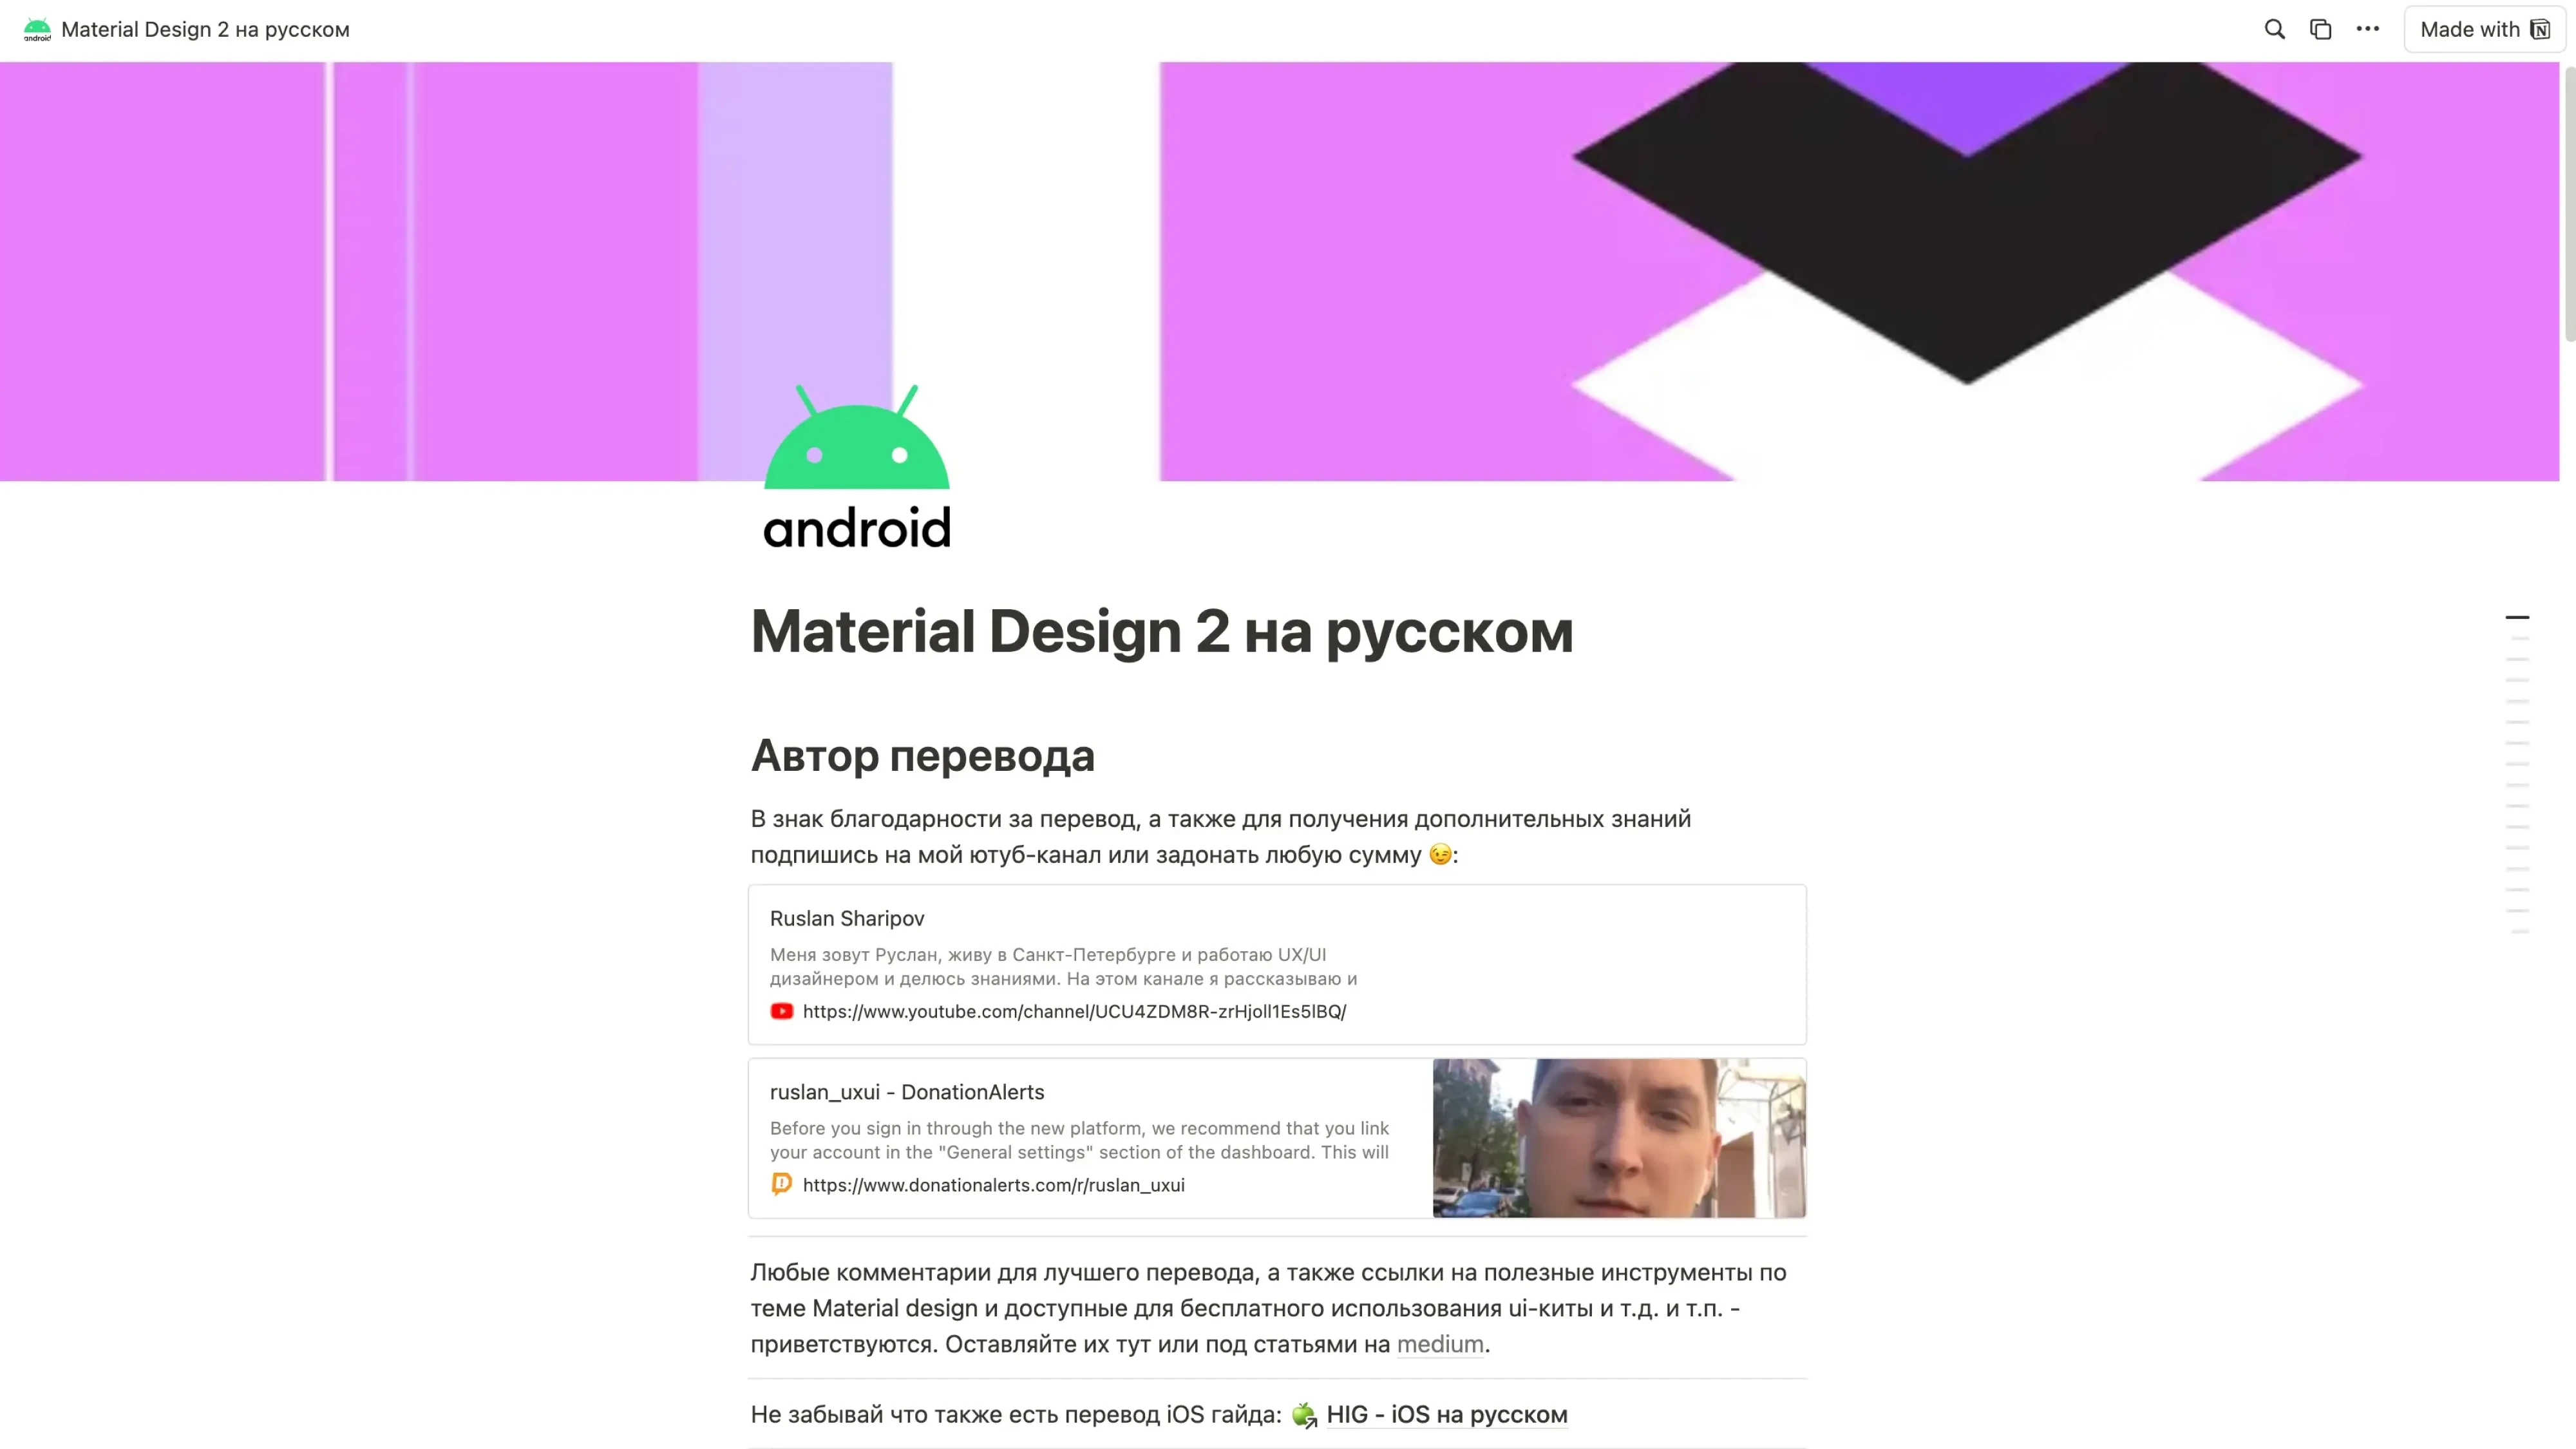 android
Material Design 2 на русском
Made with
android
Material Design 2 на русском
Автор перевода
В знак благодарности за перевод, а также для получения дополнительных знаний
подпишись на мой ютуб-канал или задонать любую сумму 😉:
Ruslan Sharipov
Меня зовут Руслан, живу в Санкт-Петербурге и работаю UX/UI
дизайнером и делюсь знаниями. На этом канале я рассказываю и
https://www.youtube.com/channel/UCU4ZDM8R-zrHjoll1Es5lBQ/
ruslan_uxui - DonationAlerts
Before you sign in through the new platform, we recommend that you link
your account in the "General settings" section of the dashboard. This will
https://www.donationalerts.com/r/ruslan_uxui
Любые комментарии для лучшего перевода, а также ссылки на полезные инструменты по
теме Material design и доступные для бесплатного использования ui-киты и т.д. и т.п. -
приветствуются. Оставляйте их тут или под статьями на medium.
Не забывай что также есть перевод iOS гайда: HIG - iOS на русском